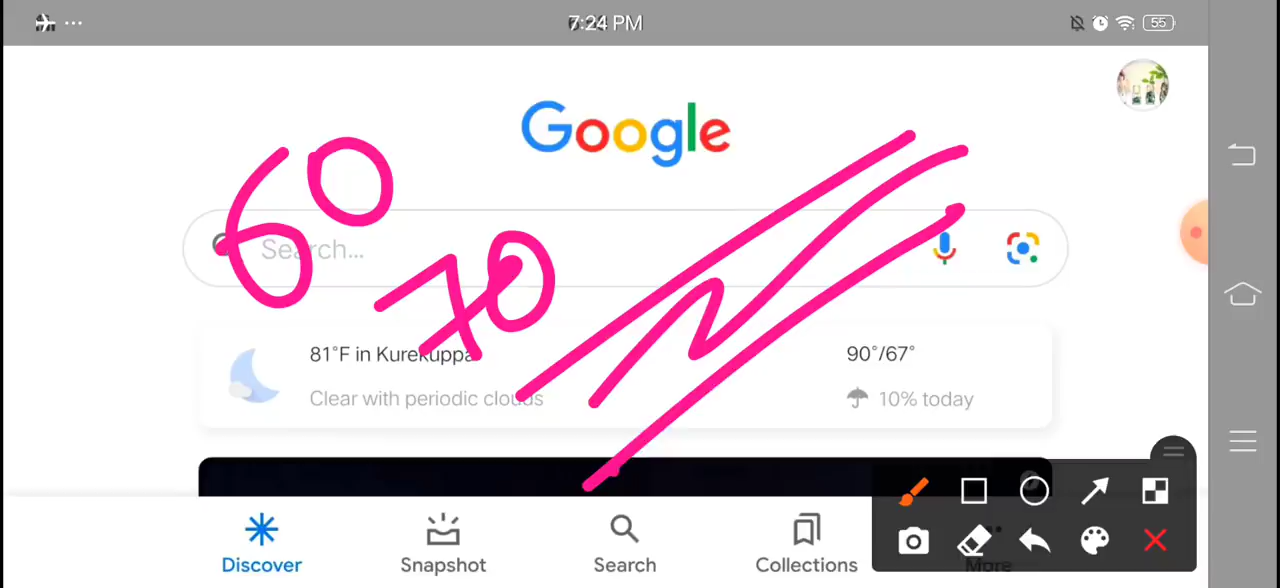 7:24 PM
55
Google
60
Search...
70
81°F in Kurekuppa
90°/67°
Clear with periodic clouds
10% today
Discover
Snapshot
Search
Collections
More